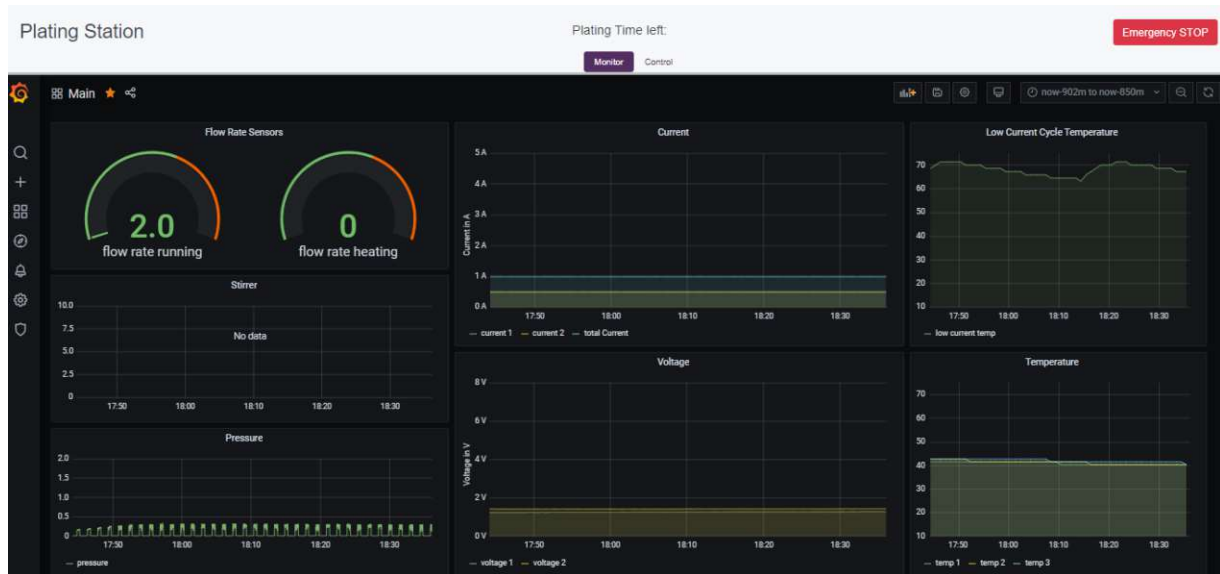 Plating Station
Plating Time left:
Emergency STOP
Monitor Control
Main
now-902m to now-850m
Flow Rate Sensors
2.0
flow rate running
0
flow rate heating
Stirrer
10.0
7.5
5.0
2.5
0
No data
17:50 18:00 18:10 18:20 18:30
Pressure
2.0
1.5
1.0
0.5
0
17:50 18:00 18:10 18:20 18:30
pressure
Current
Current in A
5 A
4 A
3 A
2 A
1 A
0 A
17:50 18:00 18:10 18:20 18:30
current 1 current 2 total Current
Voltage
Voltage in V
8 V
6 V
4 V
2 V
0 V
17:50 18:00 18:10 18:20 18:30
voltage 1 voltage 2
Low Current Cycle Temperature
70
60
50
40
30
20
10
17:50 18:00 18:10 18:20 18:30
low current temp
Temperature
70
60
50
40
30
20
10
17:50 18:00 18:10 18:20 18:30
temp 1 temp 2 temp 3